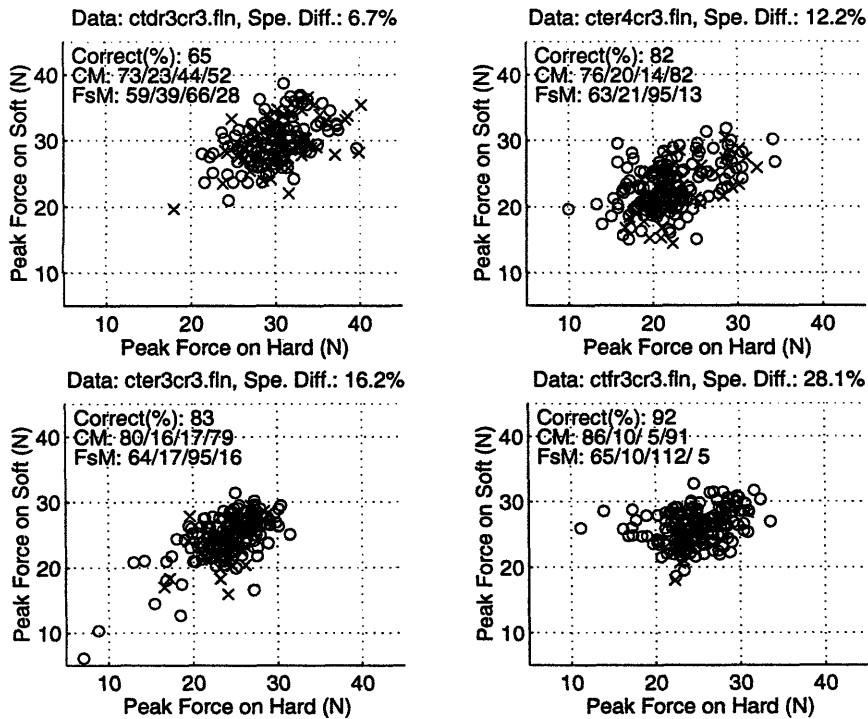 Data: ctdr3cr3.fln, Spe. Diff.: 6.7%
Correct(%): 65
CM: 73/23/44/52
FsM: 59/39/66/28
Peak Force on Soft (N)
40
30
20
10
10 20 30 40
Peak Force on Hard (N)
Data: cter4cr3.fln, Spe. Diff.: 12.2%
Correct(%): 82
CM: 76/20/14/82
FsM: 63/21/95/13
Peak Force on Soft (N)
40
30
20
10
10 20 30 40
Peak Force on Hard (N)
Data: cter3cr3.fln, Spe. Diff.: 16.2%
Correct(%): 83
CM: 80/16/17/79
FsM: 64/17/95/16
Peak Force on Soft (N)
40
30
20
10
10 20 30 40
Peak Force on Hard (N)
Data: ctfr3cr3.fln, Spe. Diff.: 28.1%
Correct(%): 92
CM: 86/10/ 5/91
FsM: 65/10/112/ 5
Peak Force on Soft (N)
40
30
20
10
10 20 30 40
Peak Force on Hard (N)